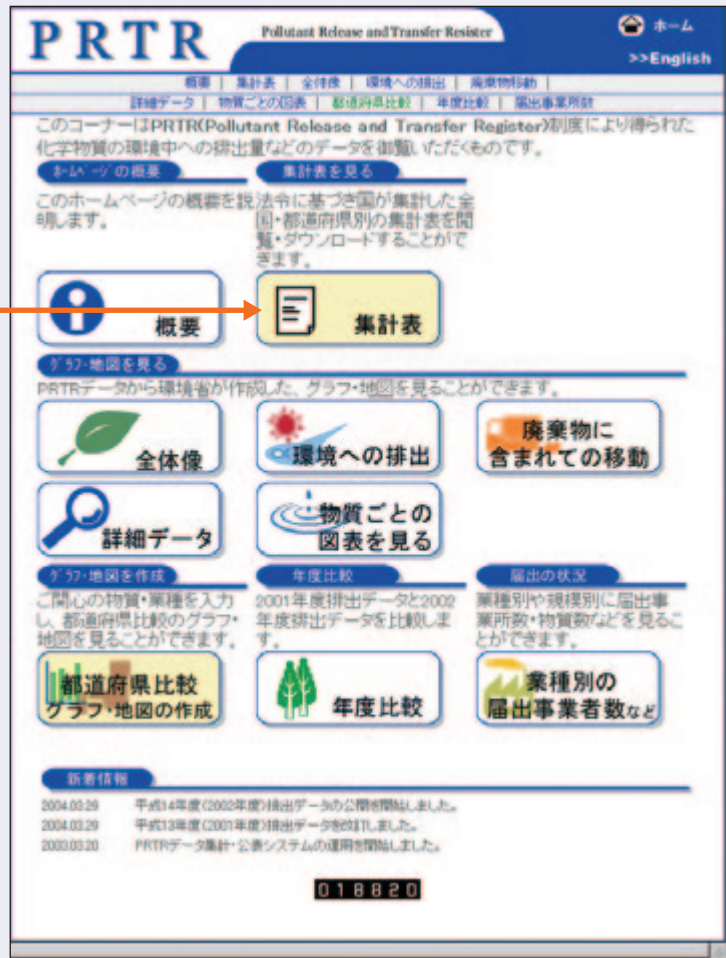 PRTR
Pollutant Release and Transfer Resister
ホーム
>>English
概要 | 集計表 | 全体像 | 環境への排出 | 廃棄物移動 |
詳細データ | 物質ごとの図表 | 都道府県比較 | 年度比較 | 届出事業所数
このコーナーはPRTR(Pollutant Release and Transfer Register)制度により得られた
化学物質の環境中への排出量などのデータを御覧いただくものです。
ホームページの概要
集計表を見る
このホームページの概要を説
明します。
法令に基づき国が集計した全
国・都道府県別の集計表を閲
覧・ダウンロードすることがで
きます。
概要
集計表
グラフ・地図を見る
PRTRデータから環境省が作成した、グラフ・地図を見ることができます。
全体像
環境への排出
廃棄物に
含まれての移動
詳細データ
物質ごとの
図表を見る
グラフ・地図を作成
年度比較
届出の状況
ご関心の物質・業種を入力
し、都道府県比較のグラフ・
地図を見ることができます。
2001年度排出データと2002
年度排出データを比較しま
す。
業種別や規模別に届出事
業所数・物質数などを見るこ
とができます。
都道府県比較
グラフ・地図の作成
年度比較
業種別の
届出事業者数など
新着情報
2004.03.29 平成14年度(2002年度)排出データの公開を開始しました。
2004.03.29 平成13年度(2001年度)排出データを改訂しました。
2003.03.20 PRTRデータ集計・公表システムの運用を開始しました。
018820